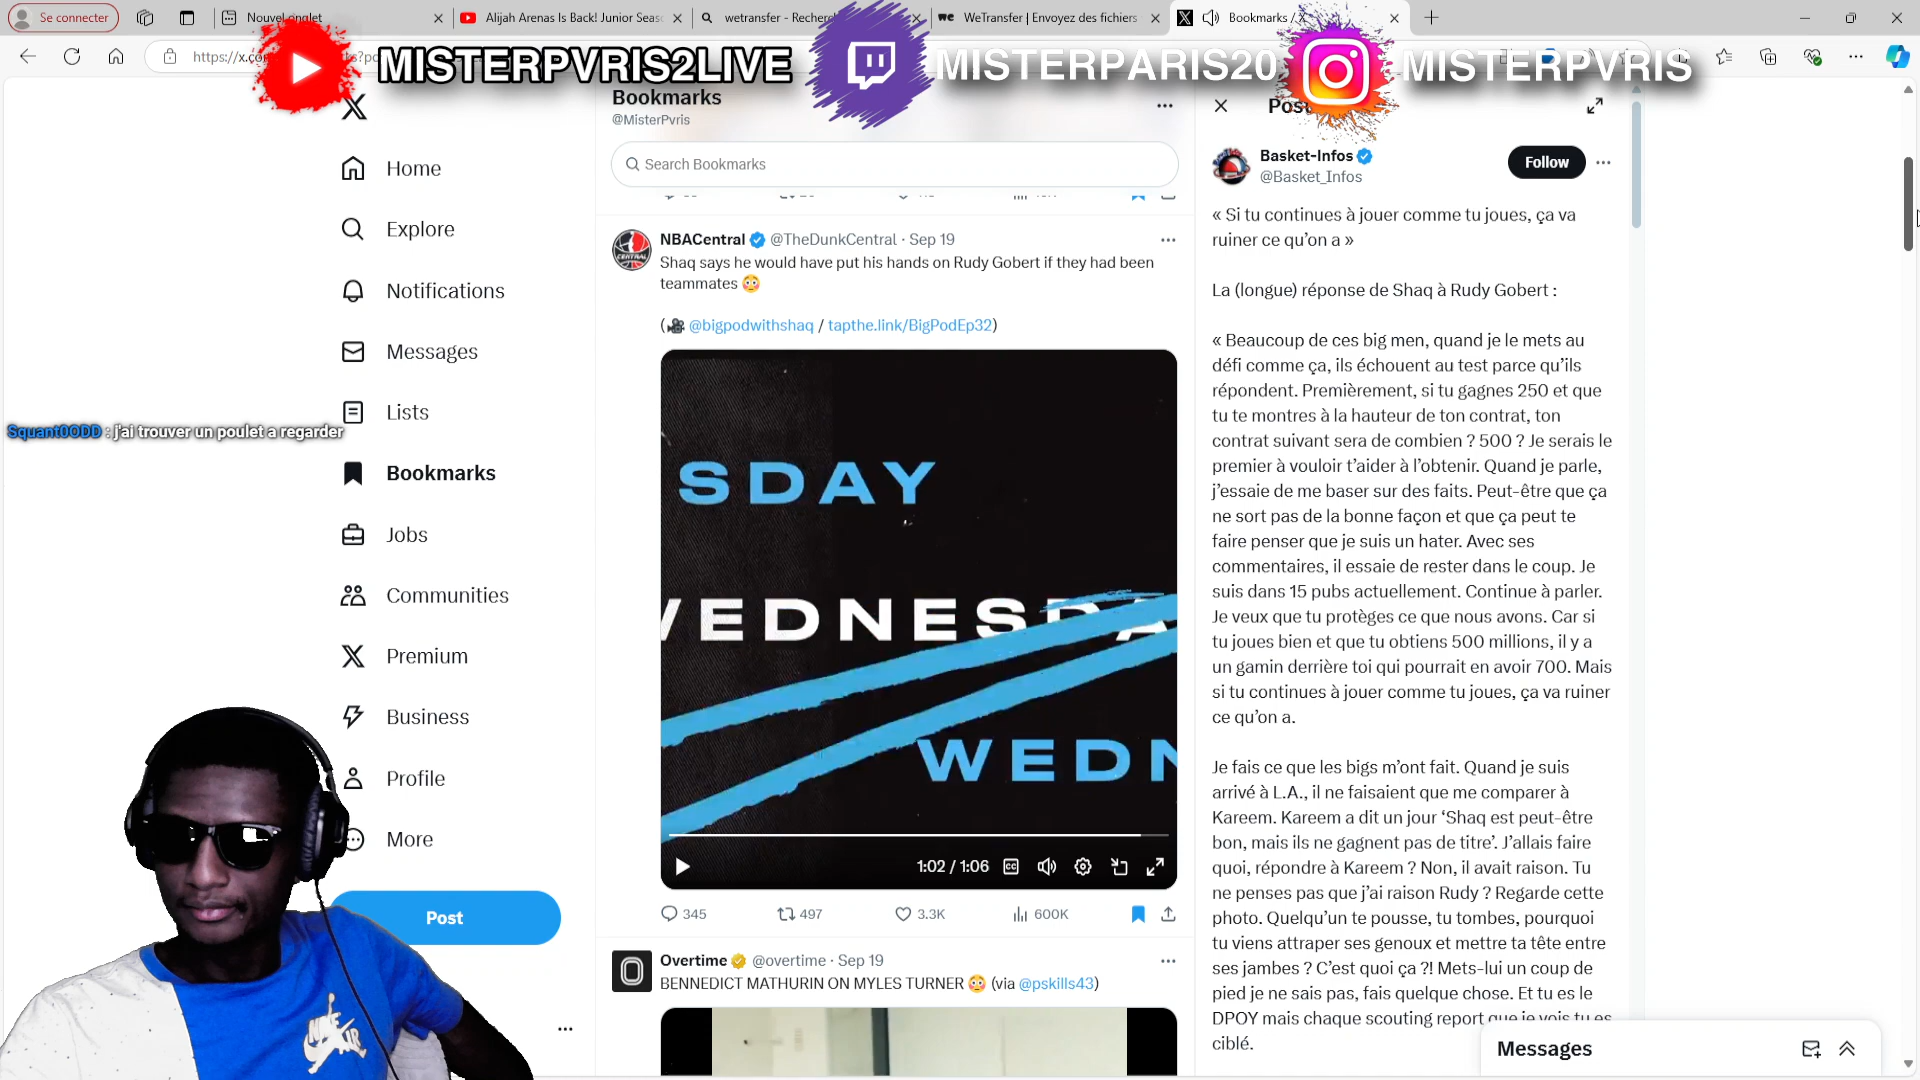 Se connecter
Nouvel onglet
Alijah Arenas Is Back! Junior Seas
wetransfer - Recher
WeTransfer | Envoyez des fichiers
Bookmarks / X
MISTERPVRIS2LIVE
MISTERPARIS20
MISTERPVRIS
Home
Explore
Notifications
Messages
Lists
Bookmarks
Jobs
Communities
Premium
Business
Profile
More
Post
Squant0ODD : j'ai trouver un poulet a regarder
Bookmarks
@MisterPvris
Search Bookmarks
NBACentral @TheDunkCentral · Sep 19
Shaq says he would have put his hands on Rudy Gobert if they had been
teammates 😳
(🎥 @bigpodwithshaq / tapthe.link/BigPodEp32)
SDAY
WEDNESDA
WEDN
1:02 / 1:06
345
497
3.3K
600K
Overtime @overtime · Sep 19
BENNEDICT MATHURIN ON MYLES TURNER 😳 (via @pskills43)
Post
Basket-Infos
@Basket_Infos
Follow
« Si tu continues à jouer comme tu joues, ça va
ruiner ce qu'on a »
La (longue) réponse de Shaq à Rudy Gobert :
« Beaucoup de ces big men, quand je le mets au
défi comme ça, ils échouent au test parce qu'ils
répondent. Premièrement, si tu gagnes 250 et que
tu te montres à la hauteur de ton contrat, ton
contrat suivant sera de combien ? 500 ? Je serais le
premier à vouloir t'aider à l'obtenir. Quand je parle,
j'essaie de me baser sur des faits. Peut-être que ça
ne sort pas de la bonne façon et que ça peut te
faire penser que je suis un hater. Avec ses
commentaires, il essaie de rester dans le coup. Je
suis dans 15 pubs actuellement. Continue à parler.
Je veux que tu protèges ce que nous avons. Car si
tu joues bien et que tu obtiens 500 millions, il y a
un gamin derrière toi qui pourrait en avoir 700. Mais
si tu continues à jouer comme tu joues, ça va ruiner
ce qu'on a.
Je fais ce que les bigs m'ont fait. Quand je suis
arrivé à L.A., il ne faisaient que me comparer à
Kareem. Kareem a dit un jour 'Shaq est peut-être
bon, mais ils ne gagnent pas de titre'. J'allais faire
quoi, répondre à Kareem ? Non, il avait raison. Tu
ne penses pas que j'ai raison Rudy ? Regarde cette
photo. Quelqu'un te pousse, tu tombes, pourquoi
tu viens attraper ses genoux et mettre ta tête entre
ses jambes ? C'est quoi ça ?! Mets-lui un coup de
pied je ne sais pas, fais quelque chose. Et tu es le
DPOY mais chaque scouting report que je vois tu es
ciblé.
Messages